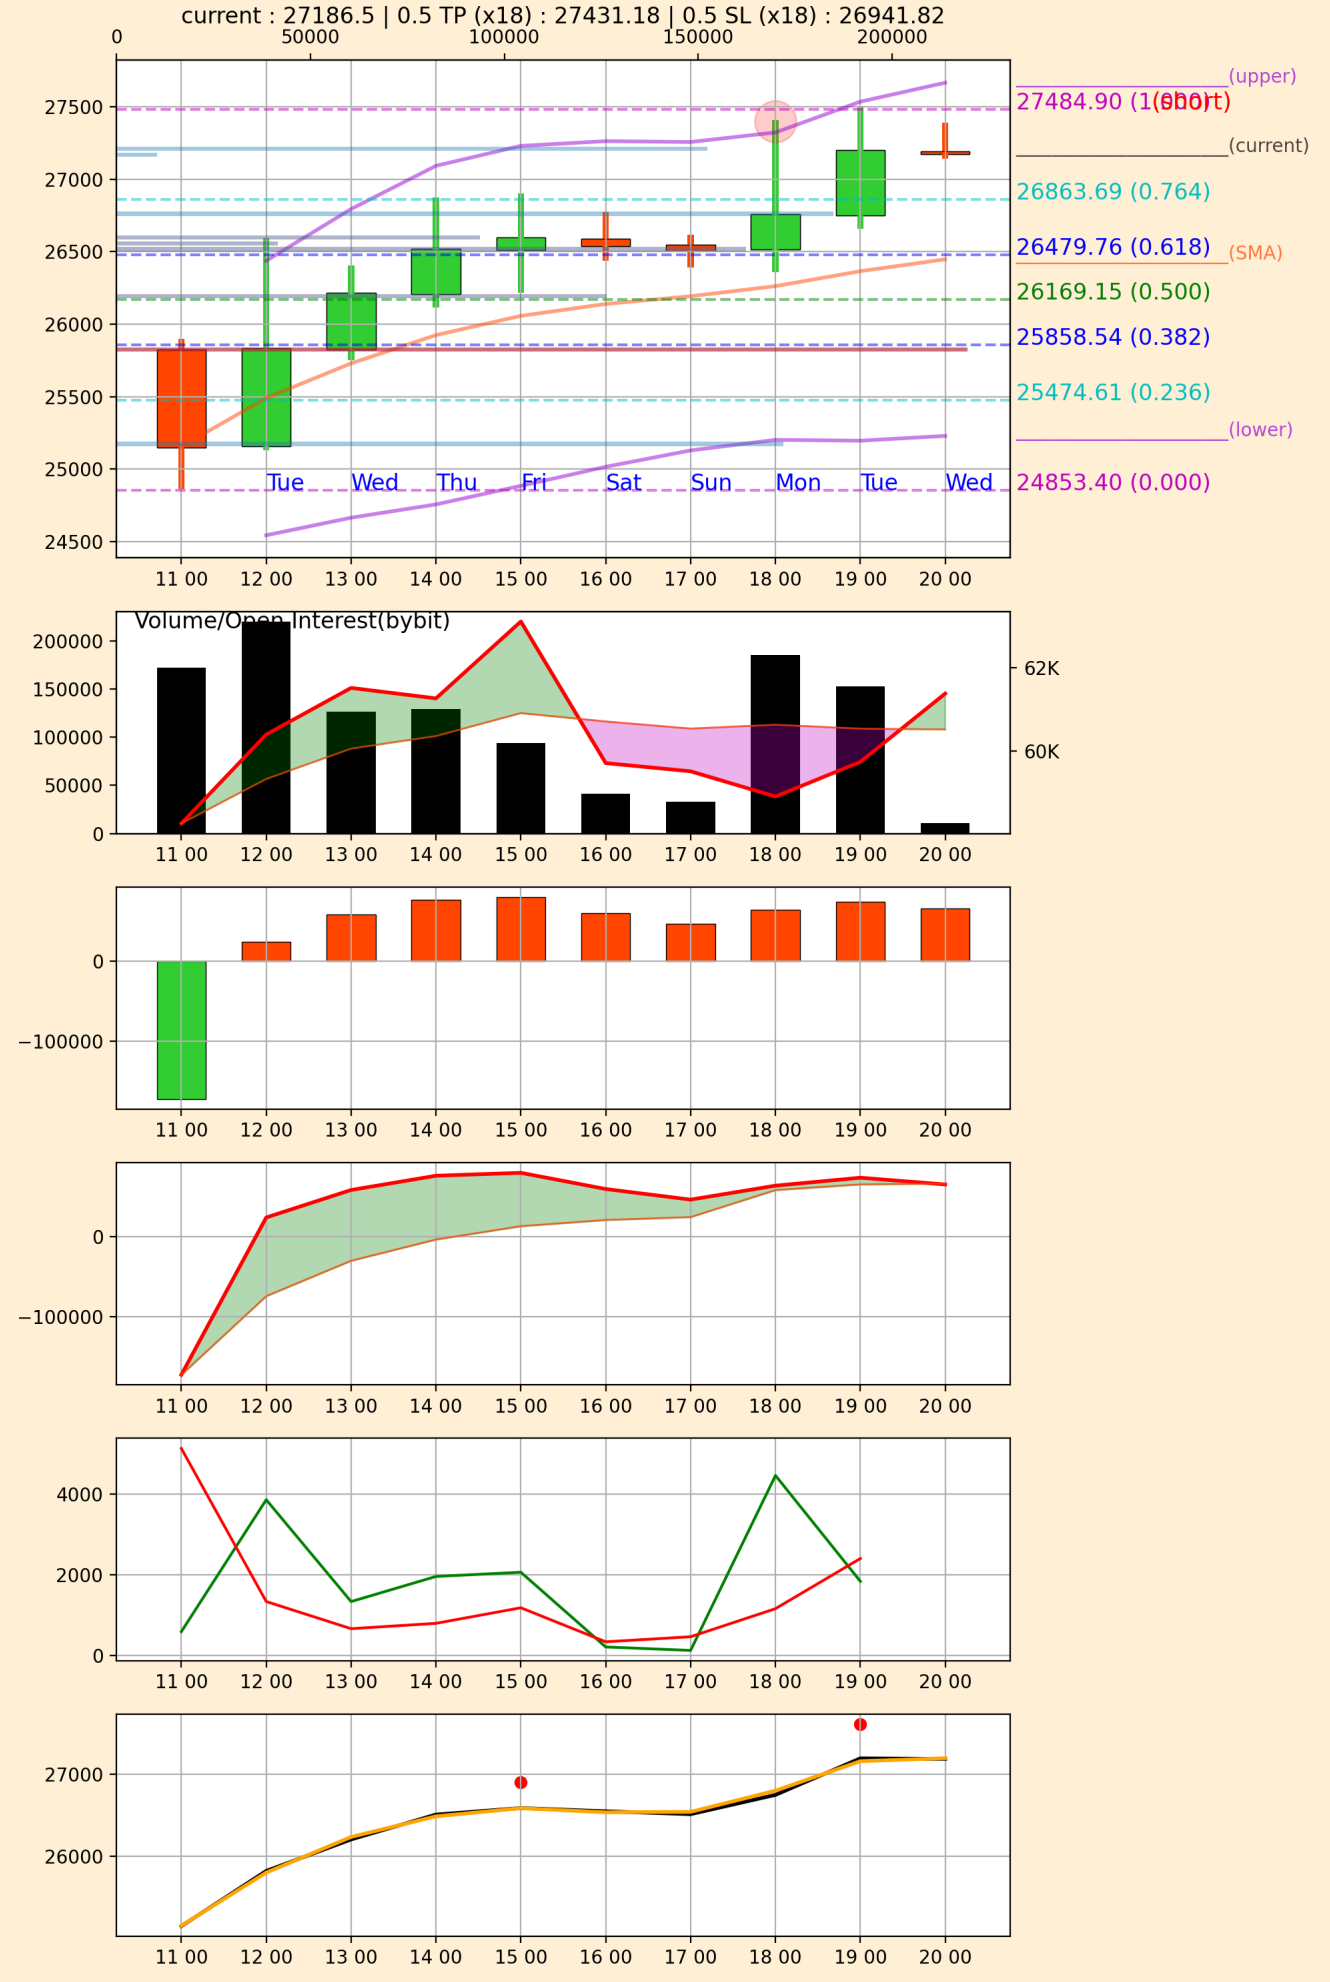 current : 27186.5 | 0.5 TP (x18) : 27431.18 | 0.5 SL (x18) : 26941.82
0 50000 100000 150000 200000
____________________(upper)
27500
27484.90 (1.000)
(short)
____________________(current)
27000
26863.69 (0.764)
26500
26479.76 (0.618)
____________________(SMA)
26169.15 (0.500)
26000
25858.54 (0.382)
25500
25474.61 (0.236)
____________________(lower)
25000
Tue Wed Thu Fri Sat Sun Mon Tue Wed
24853.40 (0.000)
24500
11 00 12 00 13 00 14 00 15 00 16 00 17 00 18 00 19 00 20 00
Volume/Open Interest(bybit)
200000
62K
150000
100000
60K
50000
0
11 00 12 00 13 00 14 00 15 00 16 00 17 00 18 00 19 00 20 00
0
−100000
11 00 12 00 13 00 14 00 15 00 16 00 17 00 18 00 19 00 20 00
0
−100000
11 00 12 00 13 00 14 00 15 00 16 00 17 00 18 00 19 00 20 00
4000
2000
0
11 00 12 00 13 00 14 00 15 00 16 00 17 00 18 00 19 00 20 00
27000
26000
11 00 12 00 13 00 14 00 15 00 16 00 17 00 18 00 19 00 20 00